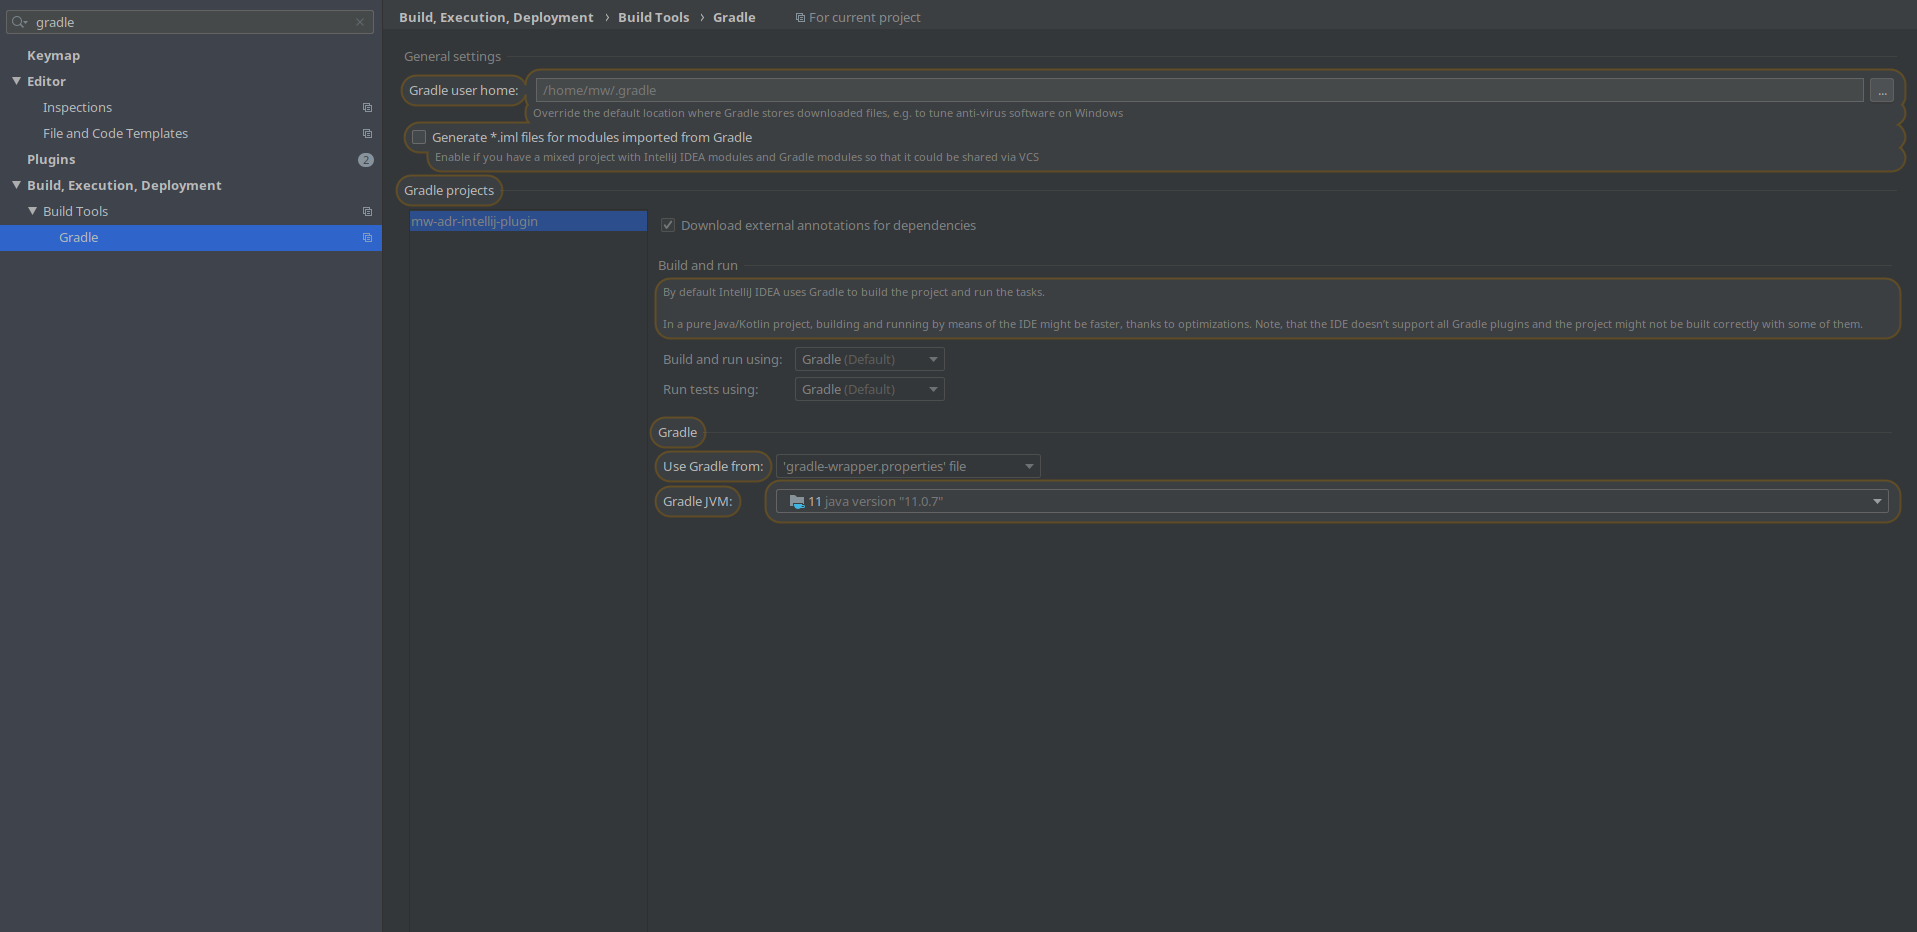 gradle
Keymap
Editor
Inspections
File and Code Templates
Plugins
2
Build, Execution, Deployment
Build Tools
Gradle
Build, Execution, Deployment › Build Tools › Gradle For current project
General settings
Gradle user home: /home/mw/.gradle ...
Override the default location where Gradle stores downloaded files, e.g. to tune anti-virus software on Windows
Generate *.iml files for modules imported from Gradle
Enable if you have a mixed project with IntelliJ IDEA modules and Gradle modules so that it could be shared via VCS
Gradle projects
mw-adr-intellij-plugin
Download external annotations for dependencies
Build and run
By default IntelliJ IDEA uses Gradle to build the project and run the tasks.
In a pure Java/Kotlin project, building and running by means of the IDE might be faster, thanks to optimizations. Note, that the IDE doesn't support all Gradle plugins and the project might not be built correctly with some of them.
Build and run using: Gradle (Default)
Run tests using: Gradle (Default)
Gradle
Use Gradle from: 'gradle-wrapper.properties' file
Gradle JVM: 11 java version "11.0.7"